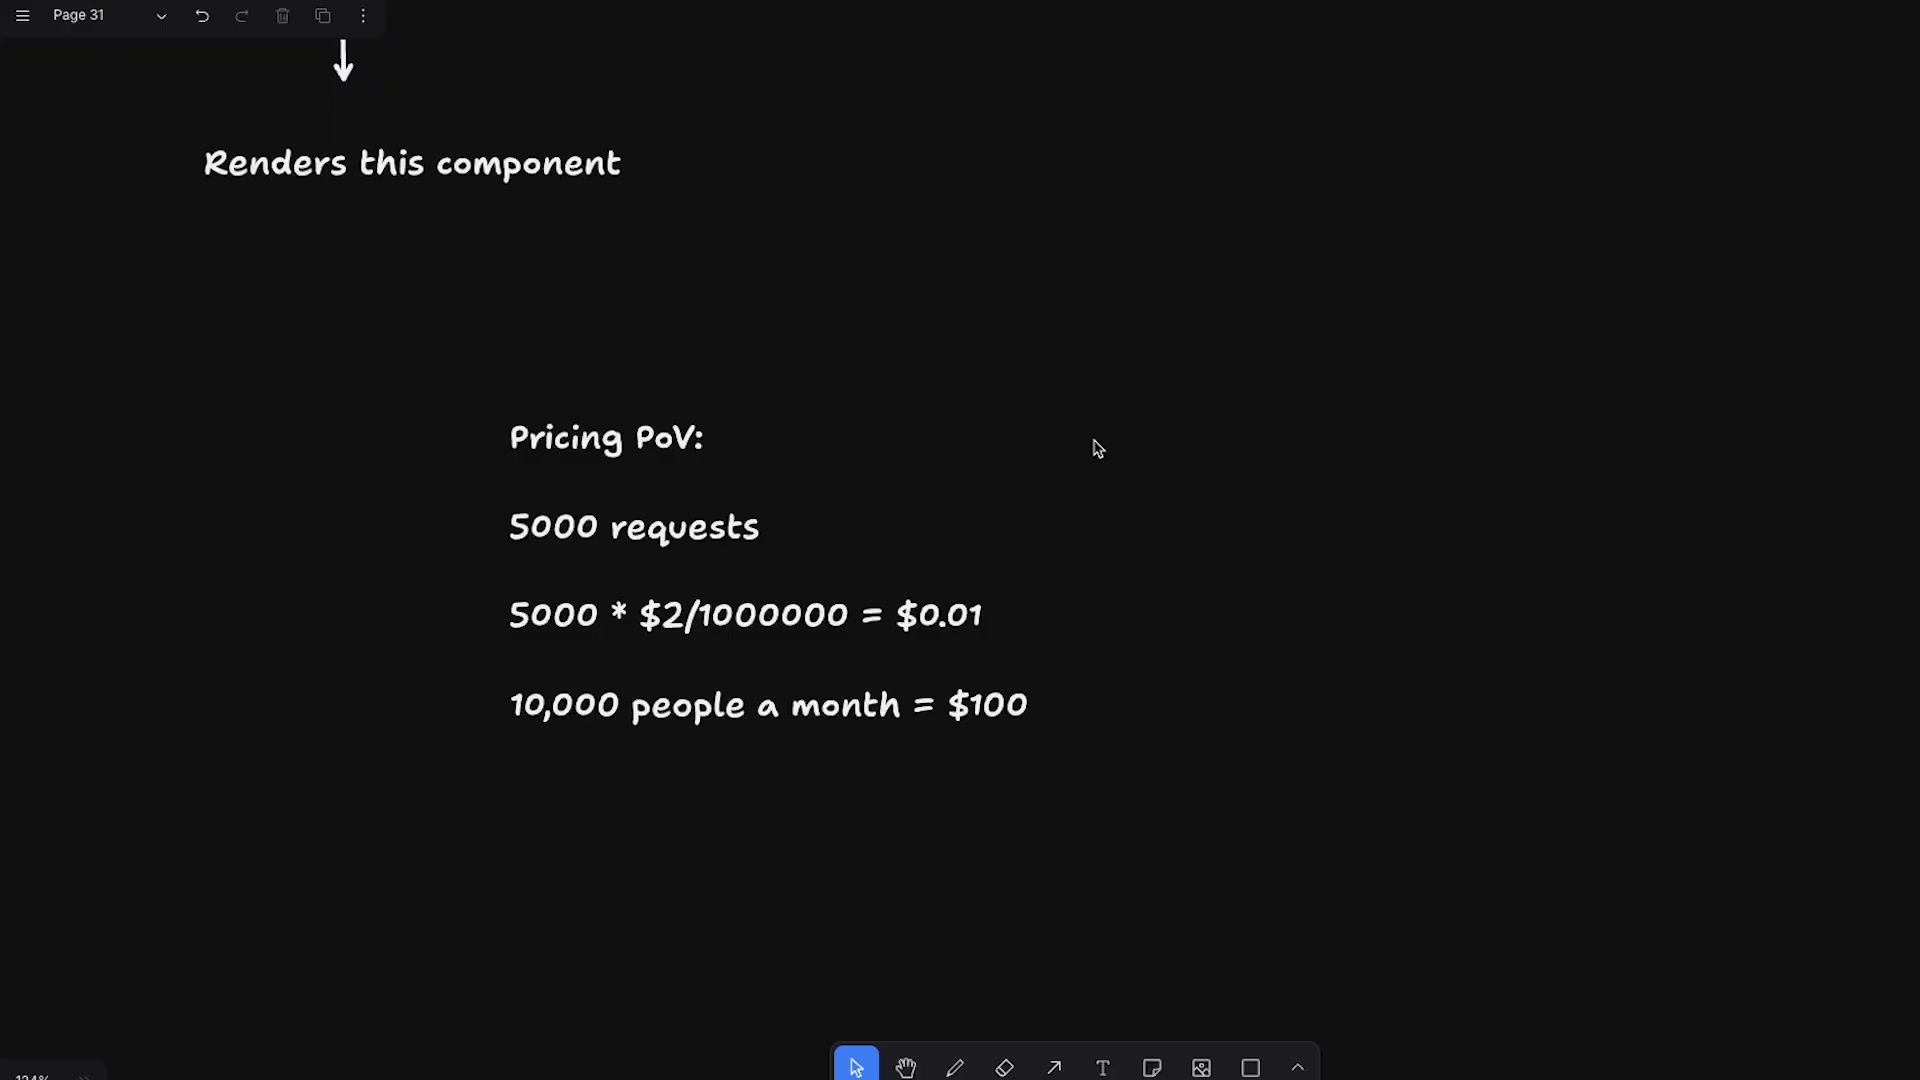 Page 31
Renders this component
Pricing PoV:
5000 requests
5000 * $2/1000000 = $0.01
10,000 people a month = $100